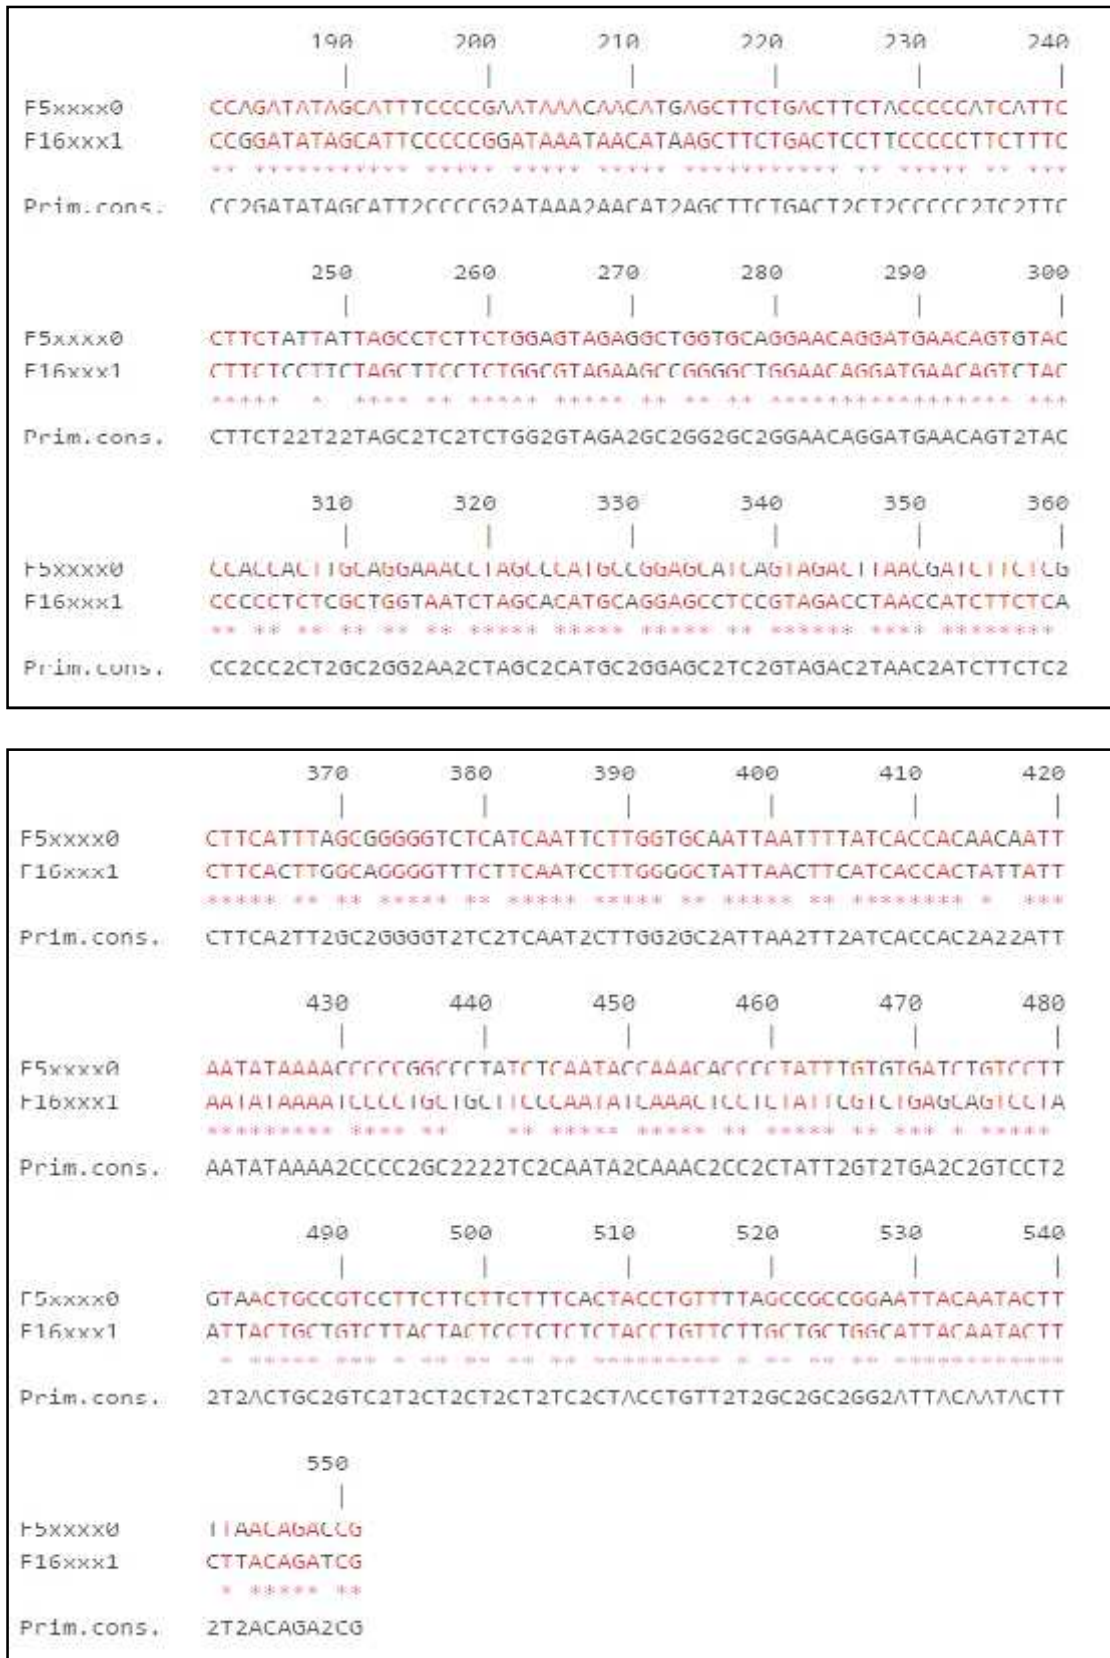 190 200 210 220 230 240
| | | | | |
F5xxxx0 CCAGATATAGCATTTCCCCGAATAAACAACATGAGCTTCTGACTTCTACCCCCATCATTC
F16xxx1 CCGGATATAGCATTCCCCCGGATAAATAACATAAGCTTCTGACTCCTTCCCCCTTCTTTC
** *********** ***** ***** ***** *********** ** ***** ** ***
Prim.cons. CC2GATATAGCATT2CCCCG2ATAAA2AACAT2AGCTTCTGACT2CT2CCCCC2TC2TTC
250 260 270 280 290 300
| | | | | |
F5xxxx0 CTTCTATTATTAGCCTCTTCTGGAGTAGAGGCTGGTGCAGGAACAGGATGAACAGTGTAC
F16xxx1 CTTCTCCTTCTAGCTTCCTCTGGCGTAGAAGCCGGGGCTGGAACAGGATGAACAGTCTAC
***** * **** ** ***** ***** ** ** ** ***************** ***
Prim.cons. CTTCT22T22TAGC2TC2TCTGG2GTAGA2GC2GG2GC2GGAACAGGATGAACAGT2TAC
310 320 330 340 350 360
| | | | | |
F5xxxx0 CCACCACTTGCAGGAAACCTAGCCCATGCCGGAGCATCAGTAGACTTAACGATCTTCTCG
F16xxx1 CCCCCTCTCGCTGGTAATCTAGCACATGCAGGAGCCTCCGTAGACCTAACCATCTTCTCA
** ** ** ** ** ** ***** ***** ***** ** ****** **** ********
Prim.cons. CC2CC2CT2GC2GG2AA2CTAGC2CATGC2GGAGC2TC2GTAGAC2TAAC2ATCTTCTC2
370 380 390 400 410 420
| | | | | |
F5xxxx0 CTTCATTTAGCGGGGGTCTCATCAATTCTTGGTGCAATTAATTTTATCACCACAACAATT
F16xxx1 CTTCACTTGGCAGGGGTTTCTTCAATCCTTGGGGCTATTAACTTCATCACCACTATTATT
***** ** ** ***** ** ***** ***** ** ***** ** ******** * ***
Prim.cons. CTTCA2TT2GC2GGGGT2TC2TCAAT2CTTGG2GC2ATTAA2TT2ATCACCAC2A22ATT
430 440 450 460 470 480
| | | | | |
F5xxxx0 AATATAAAACCCCCGGCCCTATCTCAATACCAAACACCCCTATTTGTGTGATCTGTCCTT
F16xxx1 AATATAAAATCCCCTGCTGCTTCCCAATATCAAACTCCTCTATTCGTCTGAGCAGTCCTA
********* **** ** ** ***** ***** ** ***** ** *** * *****
Prim.cons. AATATAAAA2CCCC2GC2222TC2CAATA2CAAAC2CC2CTATT2GT2TGA2C2GTCCT2
490 500 510 520 530 540
| | | | | |
F5xxxx0 GTAACTGCCGTCCTTCTTCTTCTTTCACTACCTGTTTTAGCCGCCGGAATTACAATACTT
F16xxx1 ATTACTGCTGTCTTACTACTCCTCTCTCTACCTGTTCTTGCTGCTGGCATTACAATACTT
* ***** *** * ** ** ** ** ********* * ** ** ** ************
Prim.cons. 2T2ACTGC2GTC2T2CT2CT2CT2TC2CTACCTGTT2T2GC2GC2GG2ATTACAATACTT
550
|
F5xxxx0 TTAACAGACCG
F16xxx1 CTTACAGATCG
* ***** **
Prim.cons. 2T2ACAGA2CG